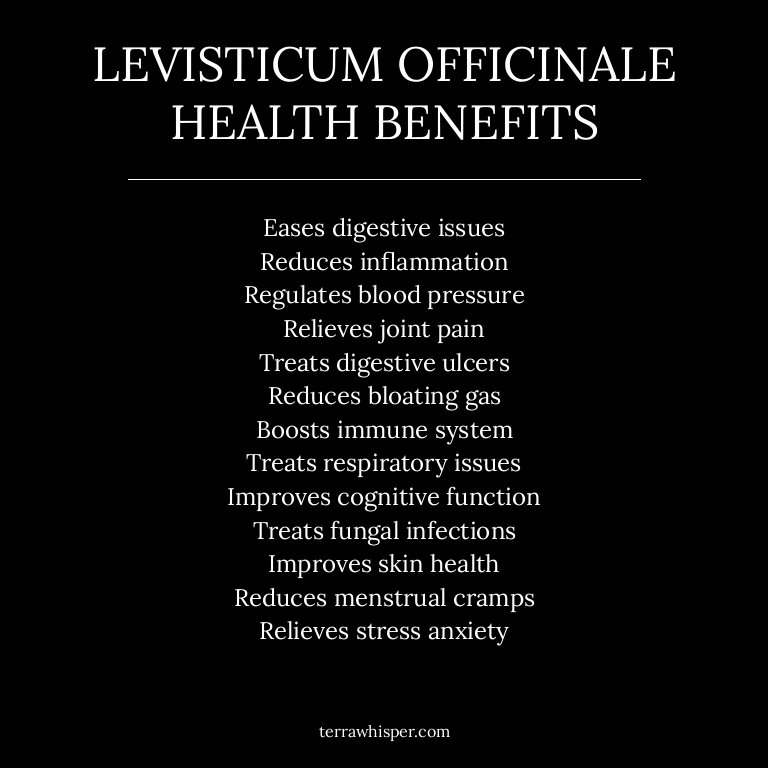 LEVISTICUM OFFICINALE
HEALTH BENEFITS
Eases digestive issues
Reduces inflammation
Regulates blood pressure
Relieves joint pain
Treats digestive ulcers
Reduces bloating gas
Boosts immune system
Treats respiratory issues
Improves cognitive function
Treats fungal infections
Improves skin health
Reduces menstrual cramps
Relieves stress anxiety
terrawhisper.com